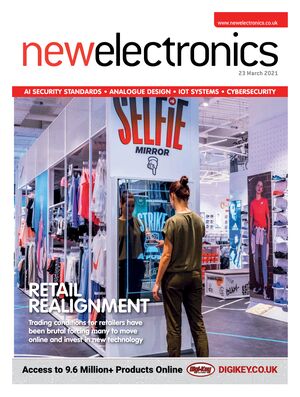 www.newelectronics.co.uk
newelectronics
23 March 2021
AI SECURITY STANDARDS • ANALOGUE DESIGN • IOT SYSTEMS • CYBERSECURITY
SELFIE
MIRROR
STRIKE
A POSE
RETAIL
REALIGNMENT
Trading conditions for retailers have
been brutal forcing many to move
online and invest in new technology
Access to 9.6 Million+ Products Online
Digi-Key
DIGIKEY.CO.UK